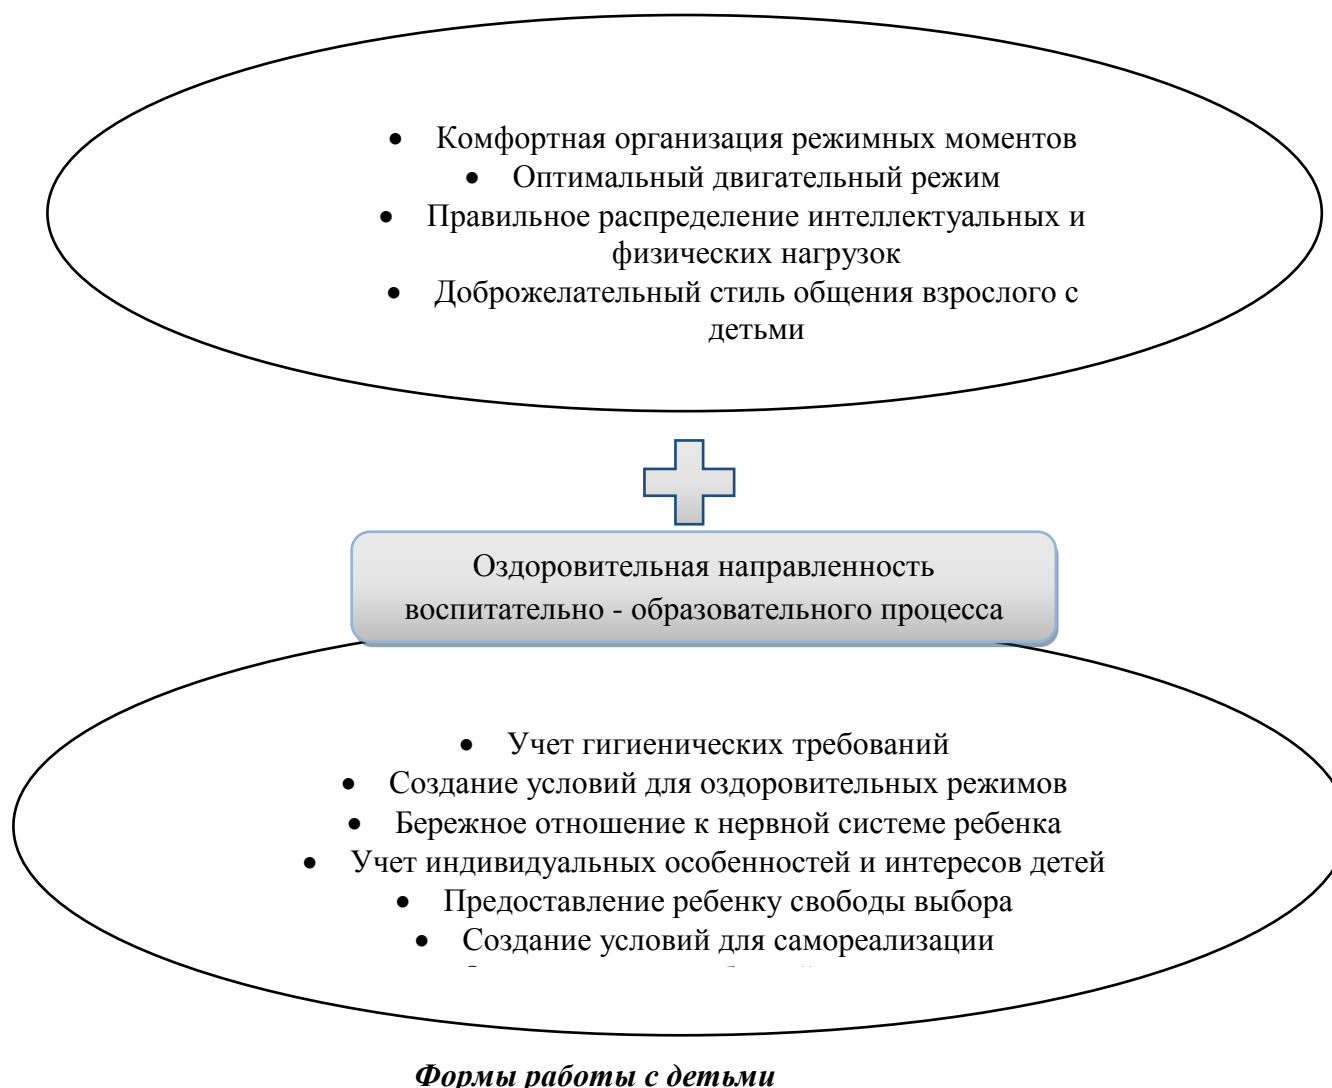 • Комфортная организация режимных моментов
• Оптимальный двигательный режим
• Правильное распределение интеллектуальных и
физических нагрузок
• Доброжелательный стиль общения взрослого с
детьми
Оздоровительная направленность
воспитательно - образовательного процесса
• Учет гигиенических требований
• Создание условий для оздоровительных режимов
• Бережное отношение к нервной системе ребенка
• Учет индивидуальных особенностей и интересов детей
• Предоставление ребенку свободы выбора
• Создание условий для самореализации
Формы работы с детьми